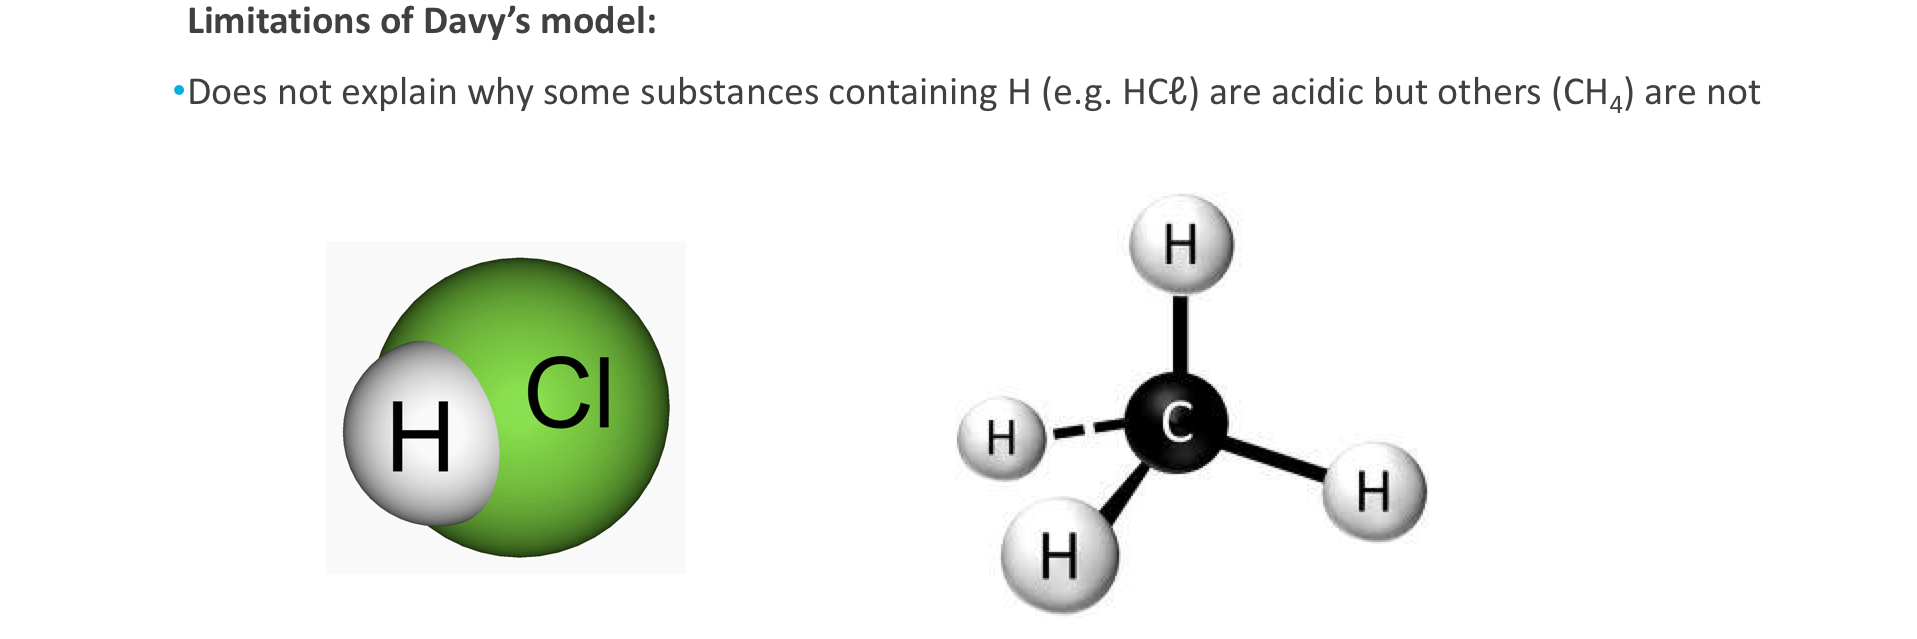 Limitations of Davy’s model:
•Does not explain why some substances containing H (e.g. HCℓ) are acidic but others (CH₄) are not
H
Cl
H
C
H
H
H